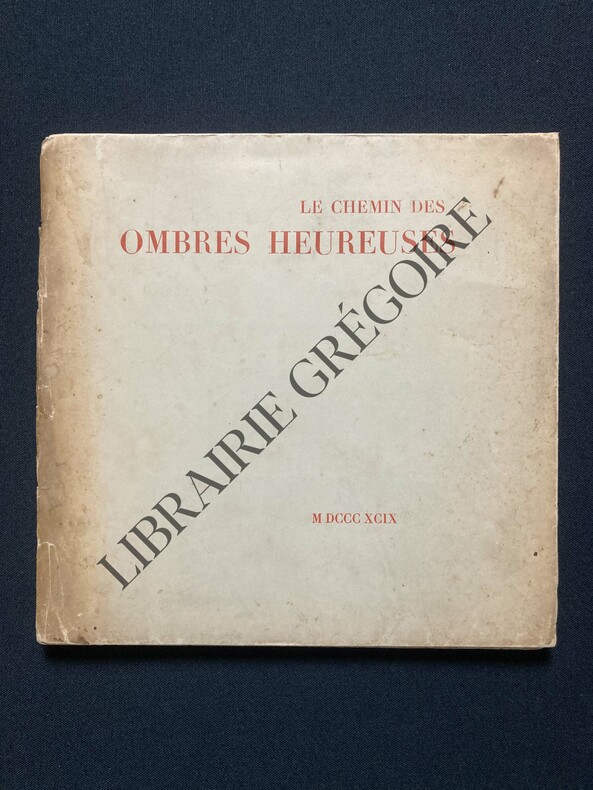 LE CHEMIN DES
OMBRES HEUREUSES
LIBRAIRIE GRÉGOIRE
M DCCC XCIX